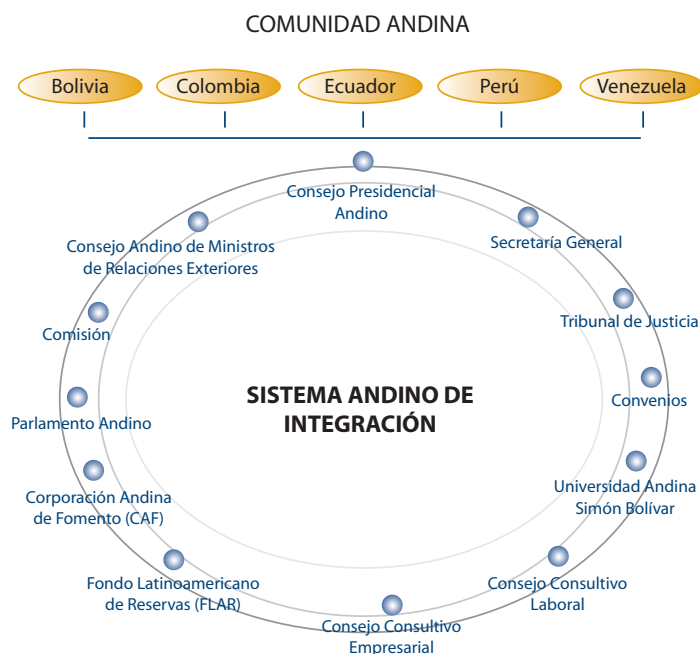 COMUNIDAD ANDINA
Bolivia
Colombia
Ecuador
Perú
Venezuela
Consejo Presidencial
Andino
Secretaría General
Consejo Andino de Ministros
de Relaciones Exteriores
Tribunal de Justicia
Comisión
Convenios
Parlamento Andino
SISTEMA ANDINO DE
INTEGRACIÓN
Universidad Andina
Simón Bolívar
Corporación Andina
de Fomento (CAF)
Consejo Consultivo
Laboral
Fondo Latinoamericano
de Reservas (FLAR)
Consejo Consultivo
Empresarial